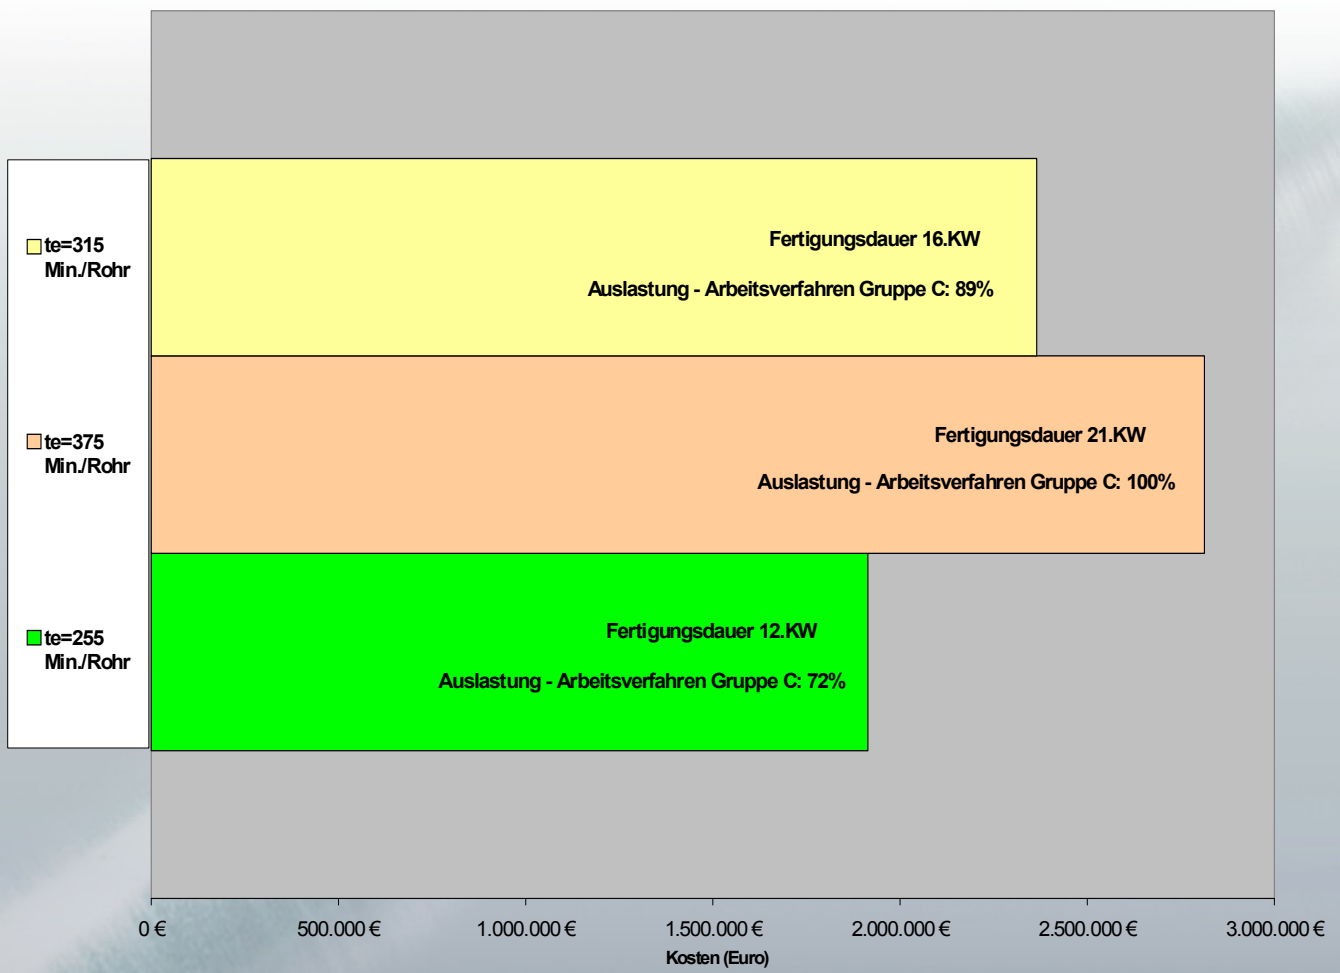 te=315
Min./Rohr
Fertigungsdauer 16.KW
Auslastung - Arbeitsverfahren Gruppe C: 89%
te=375
Min./Rohr
Fertigungsdauer 21.KW
Auslastung - Arbeitsverfahren Gruppe C: 100%
te=255
Min./Rohr
Fertigungsdauer 12.KW
Auslastung - Arbeitsverfahren Gruppe C: 72%
0 € 500.000 € 1.000.000 € 1.500.000 € 2.000.000 € 2.500.000 € 3.000.000 €
Kosten (Euro)